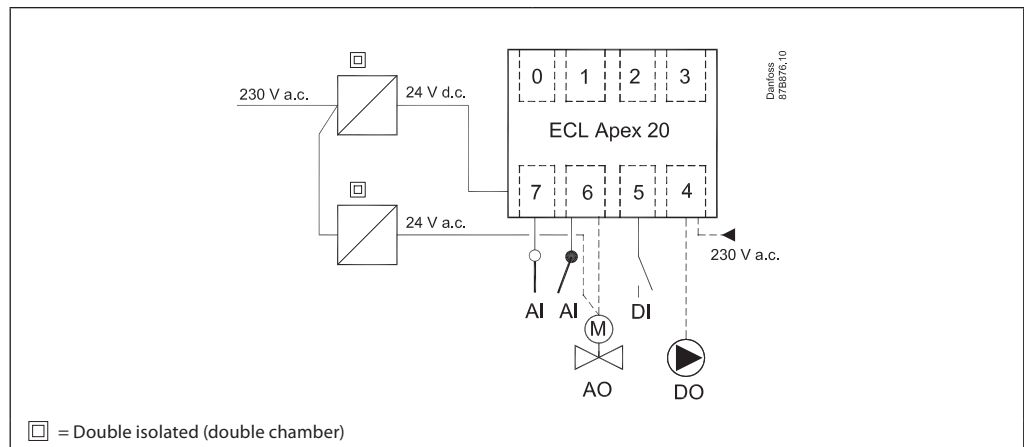 Danfoss
87B876.10
0 1 2 3
230 V a.c.
24 V d.c.
ECL Apex 20
7 6 5 4
24 V a.c.
230 V a.c.
AI AI DI
M
AO
DO
= Double isolated (double chamber)